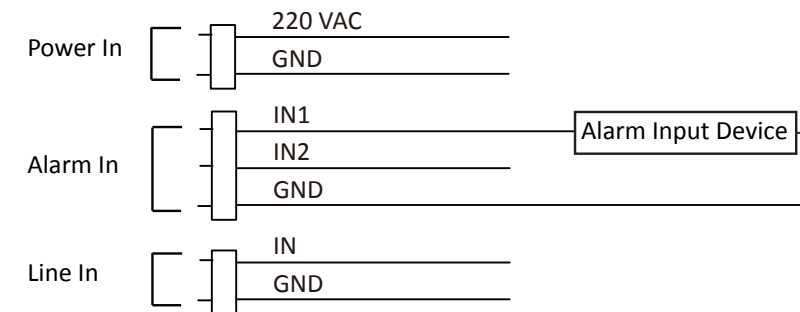 220 VAC
Power In
GND
IN1
Alarm Input Device
IN2
Alarm In
GND
IN
Line In
GND